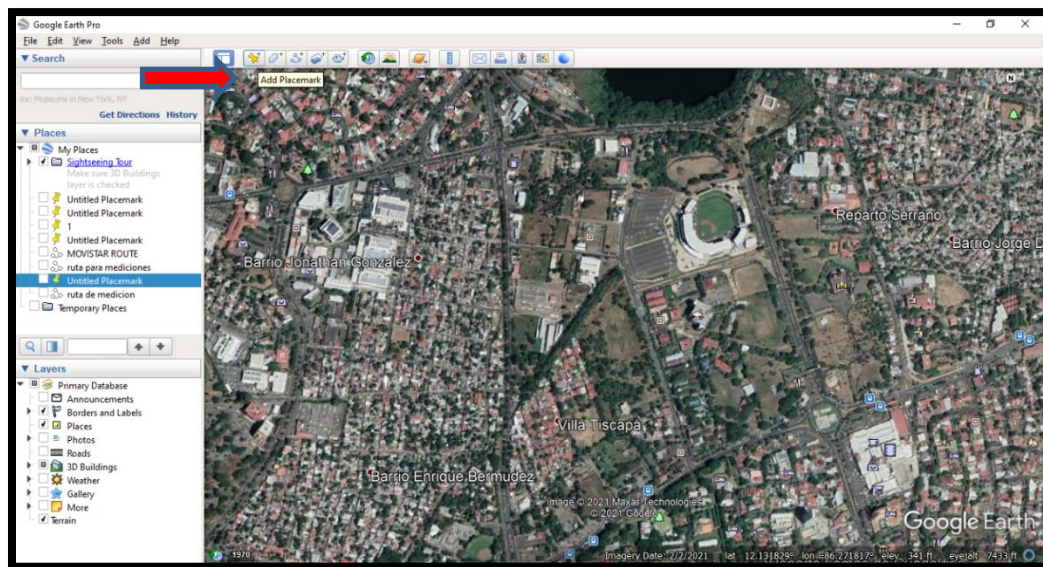 Google Earth Pro
File Edit View Tools Add Help
▼ Search
Add Placemark
ex: Museums in New York, NY
Get Directions History
▼ Places
My Places
Sightseeing Tour
Make sure 3D Buildings
layer is checked
Untitled Placemark
Untitled Placemark
1
Untitled Placemark
MOVISTAR ROUTE
ruta para mediciones
Untitled Placemark
ruta de medicion
Temporary Places
▼ Layers
Primary Database
Announcements
Borders and Labels
Places
Photos
Roads
3D Buildings
Weather
Gallery
More
Terrain
N
Reparto Serrano
Barrio Jorge D
Barrio Jonathan Gonzalez
Villa Tiscapa
Barrio Enrique Bermudez
Image © 2021 Maxar Technologies
© 2021 Google
Google Earth
1970
Imagery Date: 2/2/2021 lat 12.131829° lon -86.271817° elev 341 ft eye alt 7433 ft